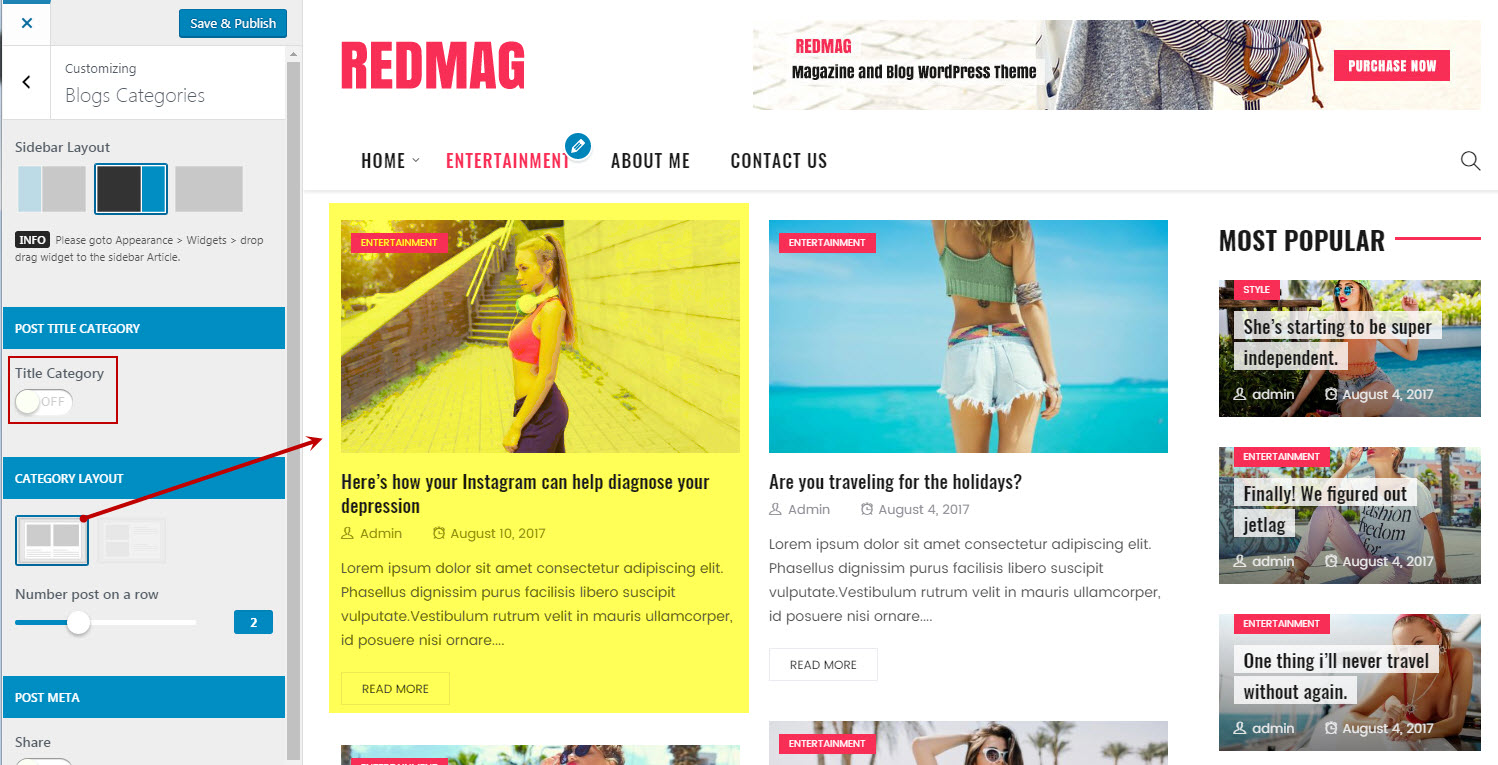 Save & Publish
Customizing
Blogs Categories
Sidebar Layout
INFO Please goto Appearance > Widgets > drop
drag widget to the sidebar Article.
POST TITLE CATEGORY
Title Category
OFF
CATEGORY LAYOUT
Number post on a row
2
POST META
Share
REDMAG
REDMAG
Magazine and Blog WordPress Theme
PURCHASE NOW
HOME
ENTERTAINMENT
ABOUT ME
CONTACT US
ENTERTAINMENT
Here's how your Instagram can help diagnose your
depression
Admin August 10, 2017
Lorem ipsum dolor sit amet consectetur adipiscing elit.
Phasellus dignissim purus facilisis libero suscipit
vulputate.Vestibulum rutrum velit in mauris ullamcorper,
id posuere nisi ornare....
READ MORE
ENTERTAINMENT
Are you traveling for the holidays?
Admin August 4, 2017
Lorem ipsum dolor sit amet consectetur adipiscing elit.
Phasellus dignissim purus facilisis libero suscipit
vulputate.Vestibulum rutrum velit in mauris ullamcorper,
id posuere nisi ornare....
READ MORE
ENTERTAINMENT
ENTERTAINMENT
MOST POPULAR
STYLE
She's starting to be super
independent.
admin August 4, 2017
ENTERTAINMENT
Finally! We figured out
jetlag
fashion
freedom
for
admin August 4, 2017
ENTERTAINMENT
One thing i'll never travel
without again.
admin August 4, 2017